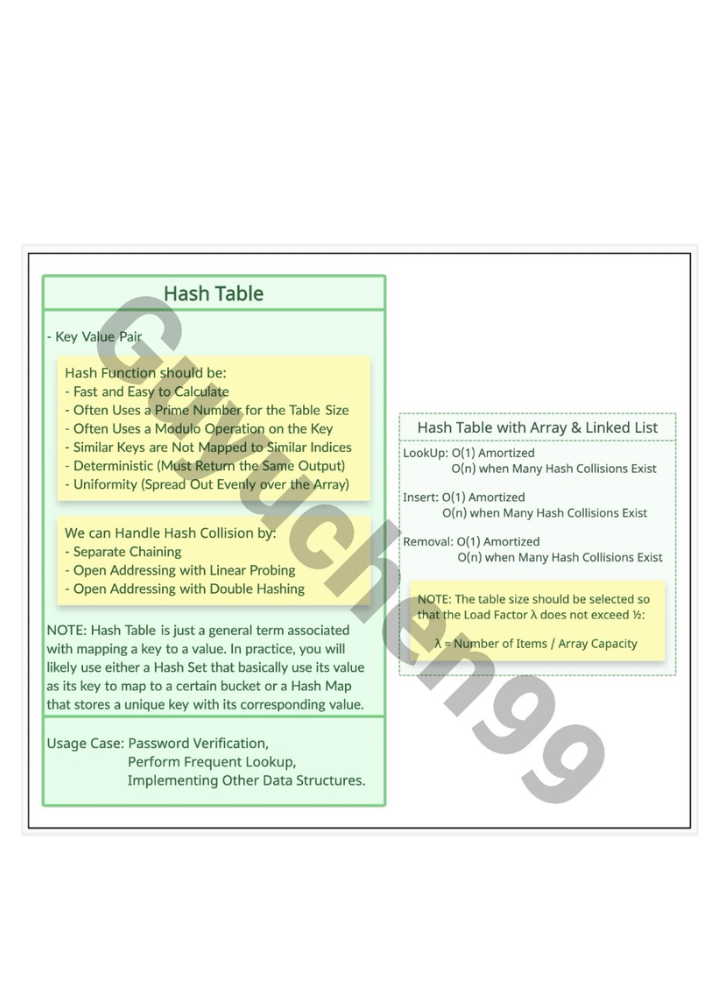 Hash Table
- Key Value Pair
Hash Function should be:
- Fast and Easy to Calculate
- Often Uses a Prime Number for the Table Size
- Often Uses a Modulo Operation on the Key
- Similar Keys are Not Mapped to Similar Indices
- Deterministic (Must Return the Same Output)
- Uniformity (Spread Out Evenly over the Array)
We can Handle Hash Collision by:
- Separate Chaining
- Open Addressing with Linear Probing
- Open Addressing with Double Hashing
NOTE: Hash Table is just a general term associated
with mapping a key to a value. In practice, you will
likely use either a Hash Set that basically use its value
as its key to map to a certain bucket or a Hash Map
that stores a unique key with its corresponding value.
Usage Case: Password Verification,
Perform Frequent Lookup,
Implementing Other Data Structures.
Hash Table with Array & Linked List
LookUp: O(1) Amortized
O(n) when Many Hash Collisions Exist
Insert: O(1) Amortized
O(n) when Many Hash Collisions Exist
Removal: O(1) Amortized
O(n) when Many Hash Collisions Exist
NOTE: The table size should be selected so
that the Load Factor λ does not exceed ½:
λ = Number of Items / Array Capacity
Guyuchen99